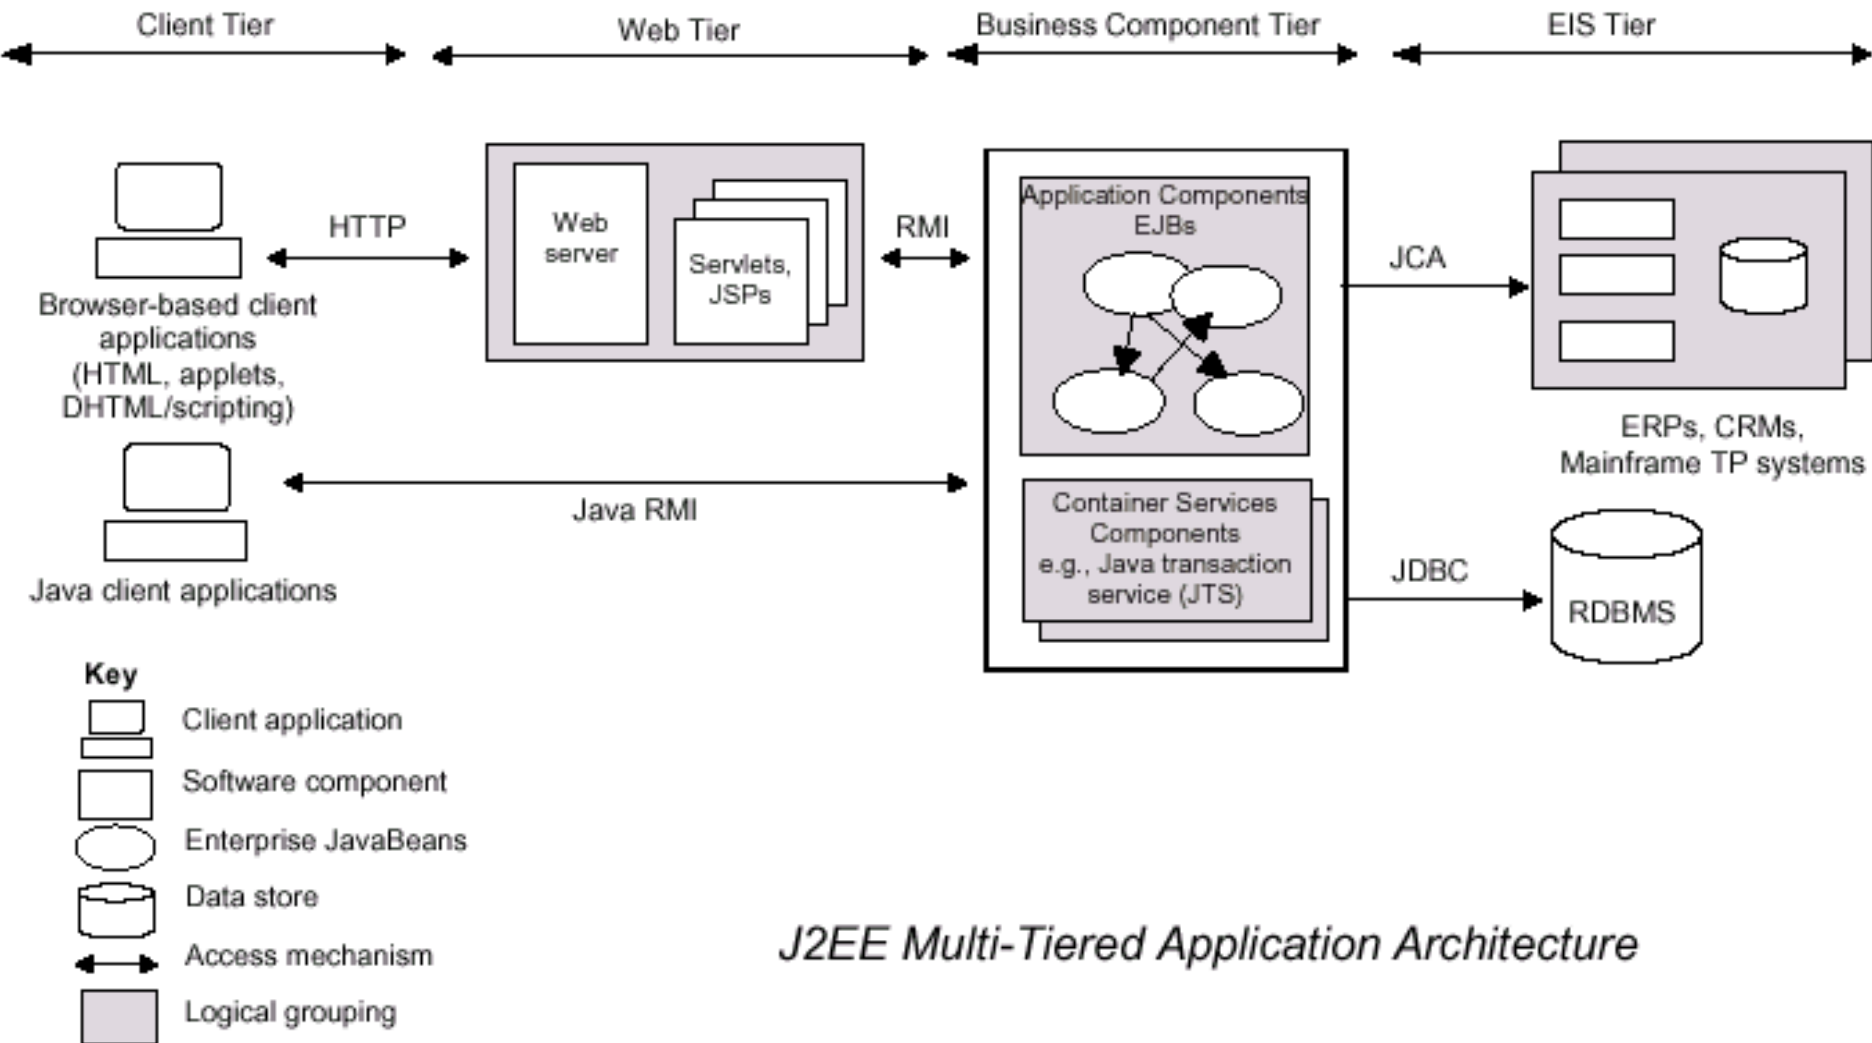 Client Tier
Web Tier
Business Component Tier
EIS Tier
HTTP
Browser-based client
applications
(HTML, applets,
DHTML/scripting)
Web
server
Servlets,
JSPs
RMI
Application Components
EJBs
JCA
ERPs, CRMs,
Mainframe TP systems
Java RMI
Java client applications
Container Services
Components
e.g., Java transaction
service (JTS)
JDBC
RDBMS
Key
Client application
Software component
Enterprise JavaBeans
Data store
Access mechanism
Logical grouping
J2EE Multi-Tiered Application Architecture